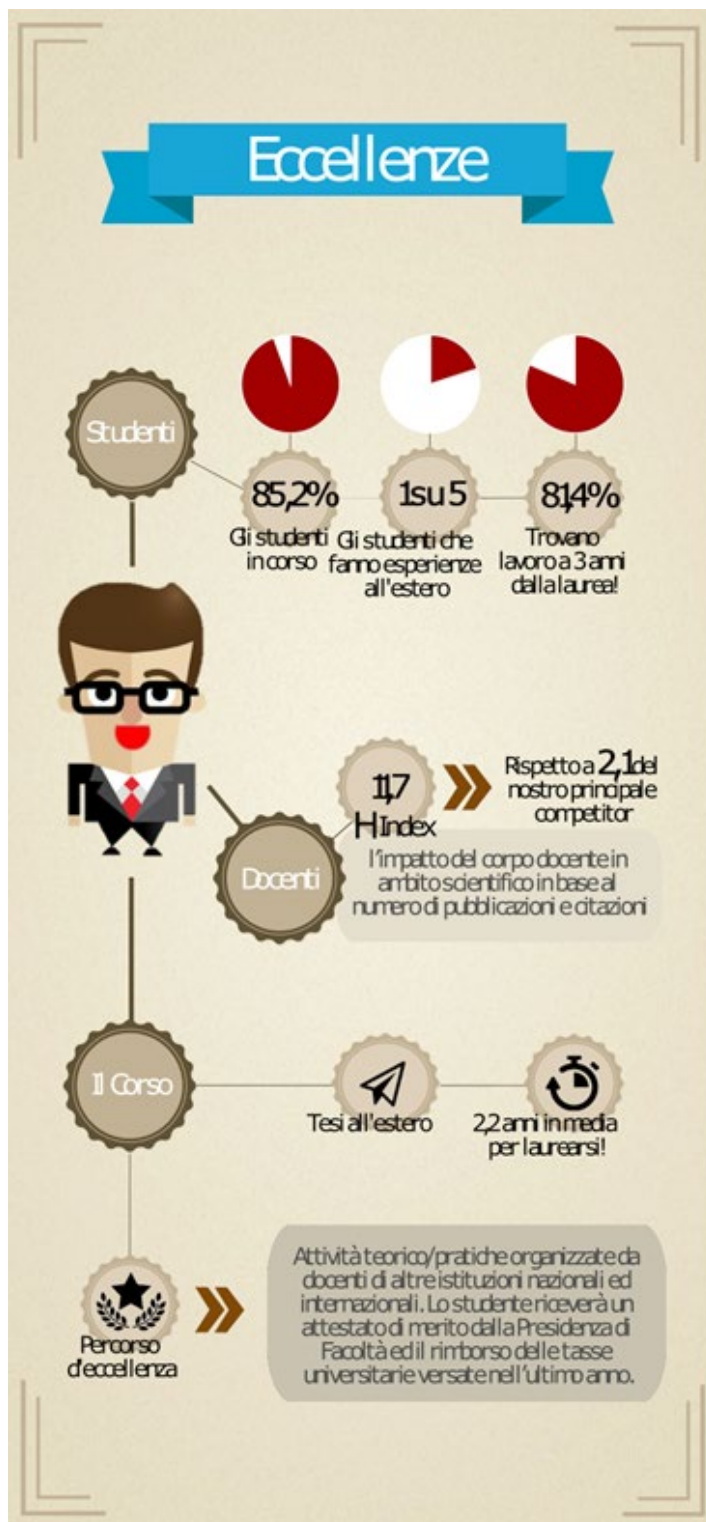 Eccellenze
Studenti
85,2%
Gli studenti
in corso
1 su 5
Gli studenti che
fanno esperienze
all'estero
81,4%
Trovano
lavoro a 3 anni
dalla laurea!
Docenti
11,7
H Index
Rispetto a 2,1 del
nostro principale
competitor
l'impatto del corpo docente in
ambito scientifico in base al
numero di pubblicazioni e citazioni
Il Corso
Tesi all'estero
2,2 anni in media
per laurearsi!
Percorso
d'eccellenza
Attività teorico/pratiche organizzate da
docenti di altre istituzioni nazionali ed
internazionali. Lo studente riceverà un
attestato di merito dalla Presidenza di
Facoltà ed il rimborso delle tasse
universitarie versate nell'ultimo anno.